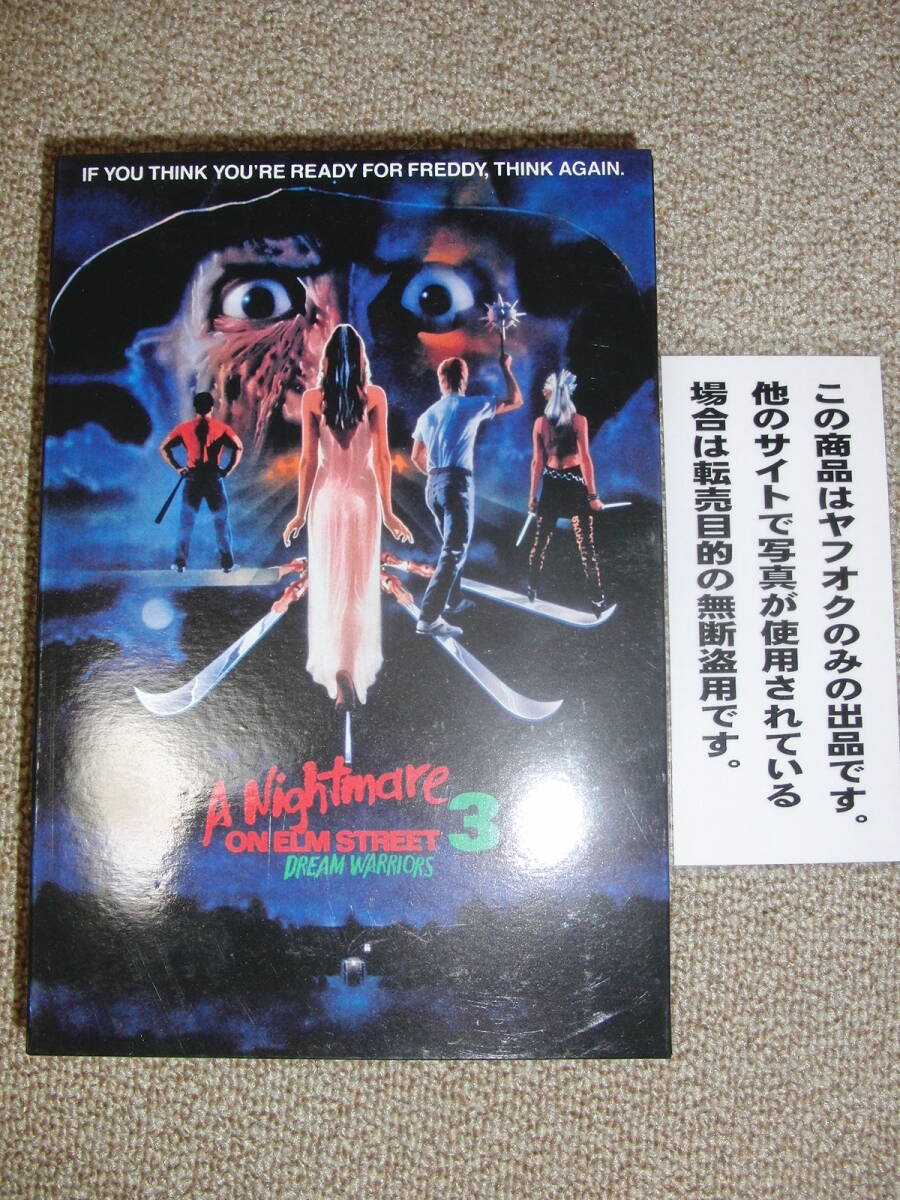 IF YOU THINK YOU'RE READY FOR FREDDY, THINK AGAIN.
A Nightmare
ON ELM STREET 3
DREAM WARRIORS
この商品はヤフオクのみの出品です。
他のサイトで写真が使用されている
場合は転売目的の無断盗用です。